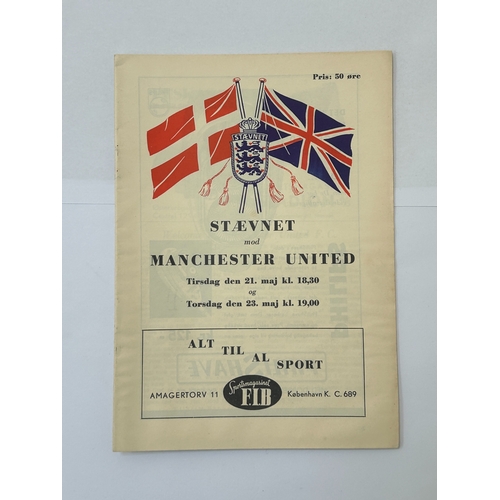 Pris: 50 øre
STÆVNET
STÆVNET
mod
MANCHESTER UNITED
Tirsdag den 21. maj kl. 18,30
og
Torsdag den 23. maj kl. 19,00
ALT
TIL
AL
SPORT
Sportsmagasinet
FIB
AMAGERTORV 11
København K. C. 689